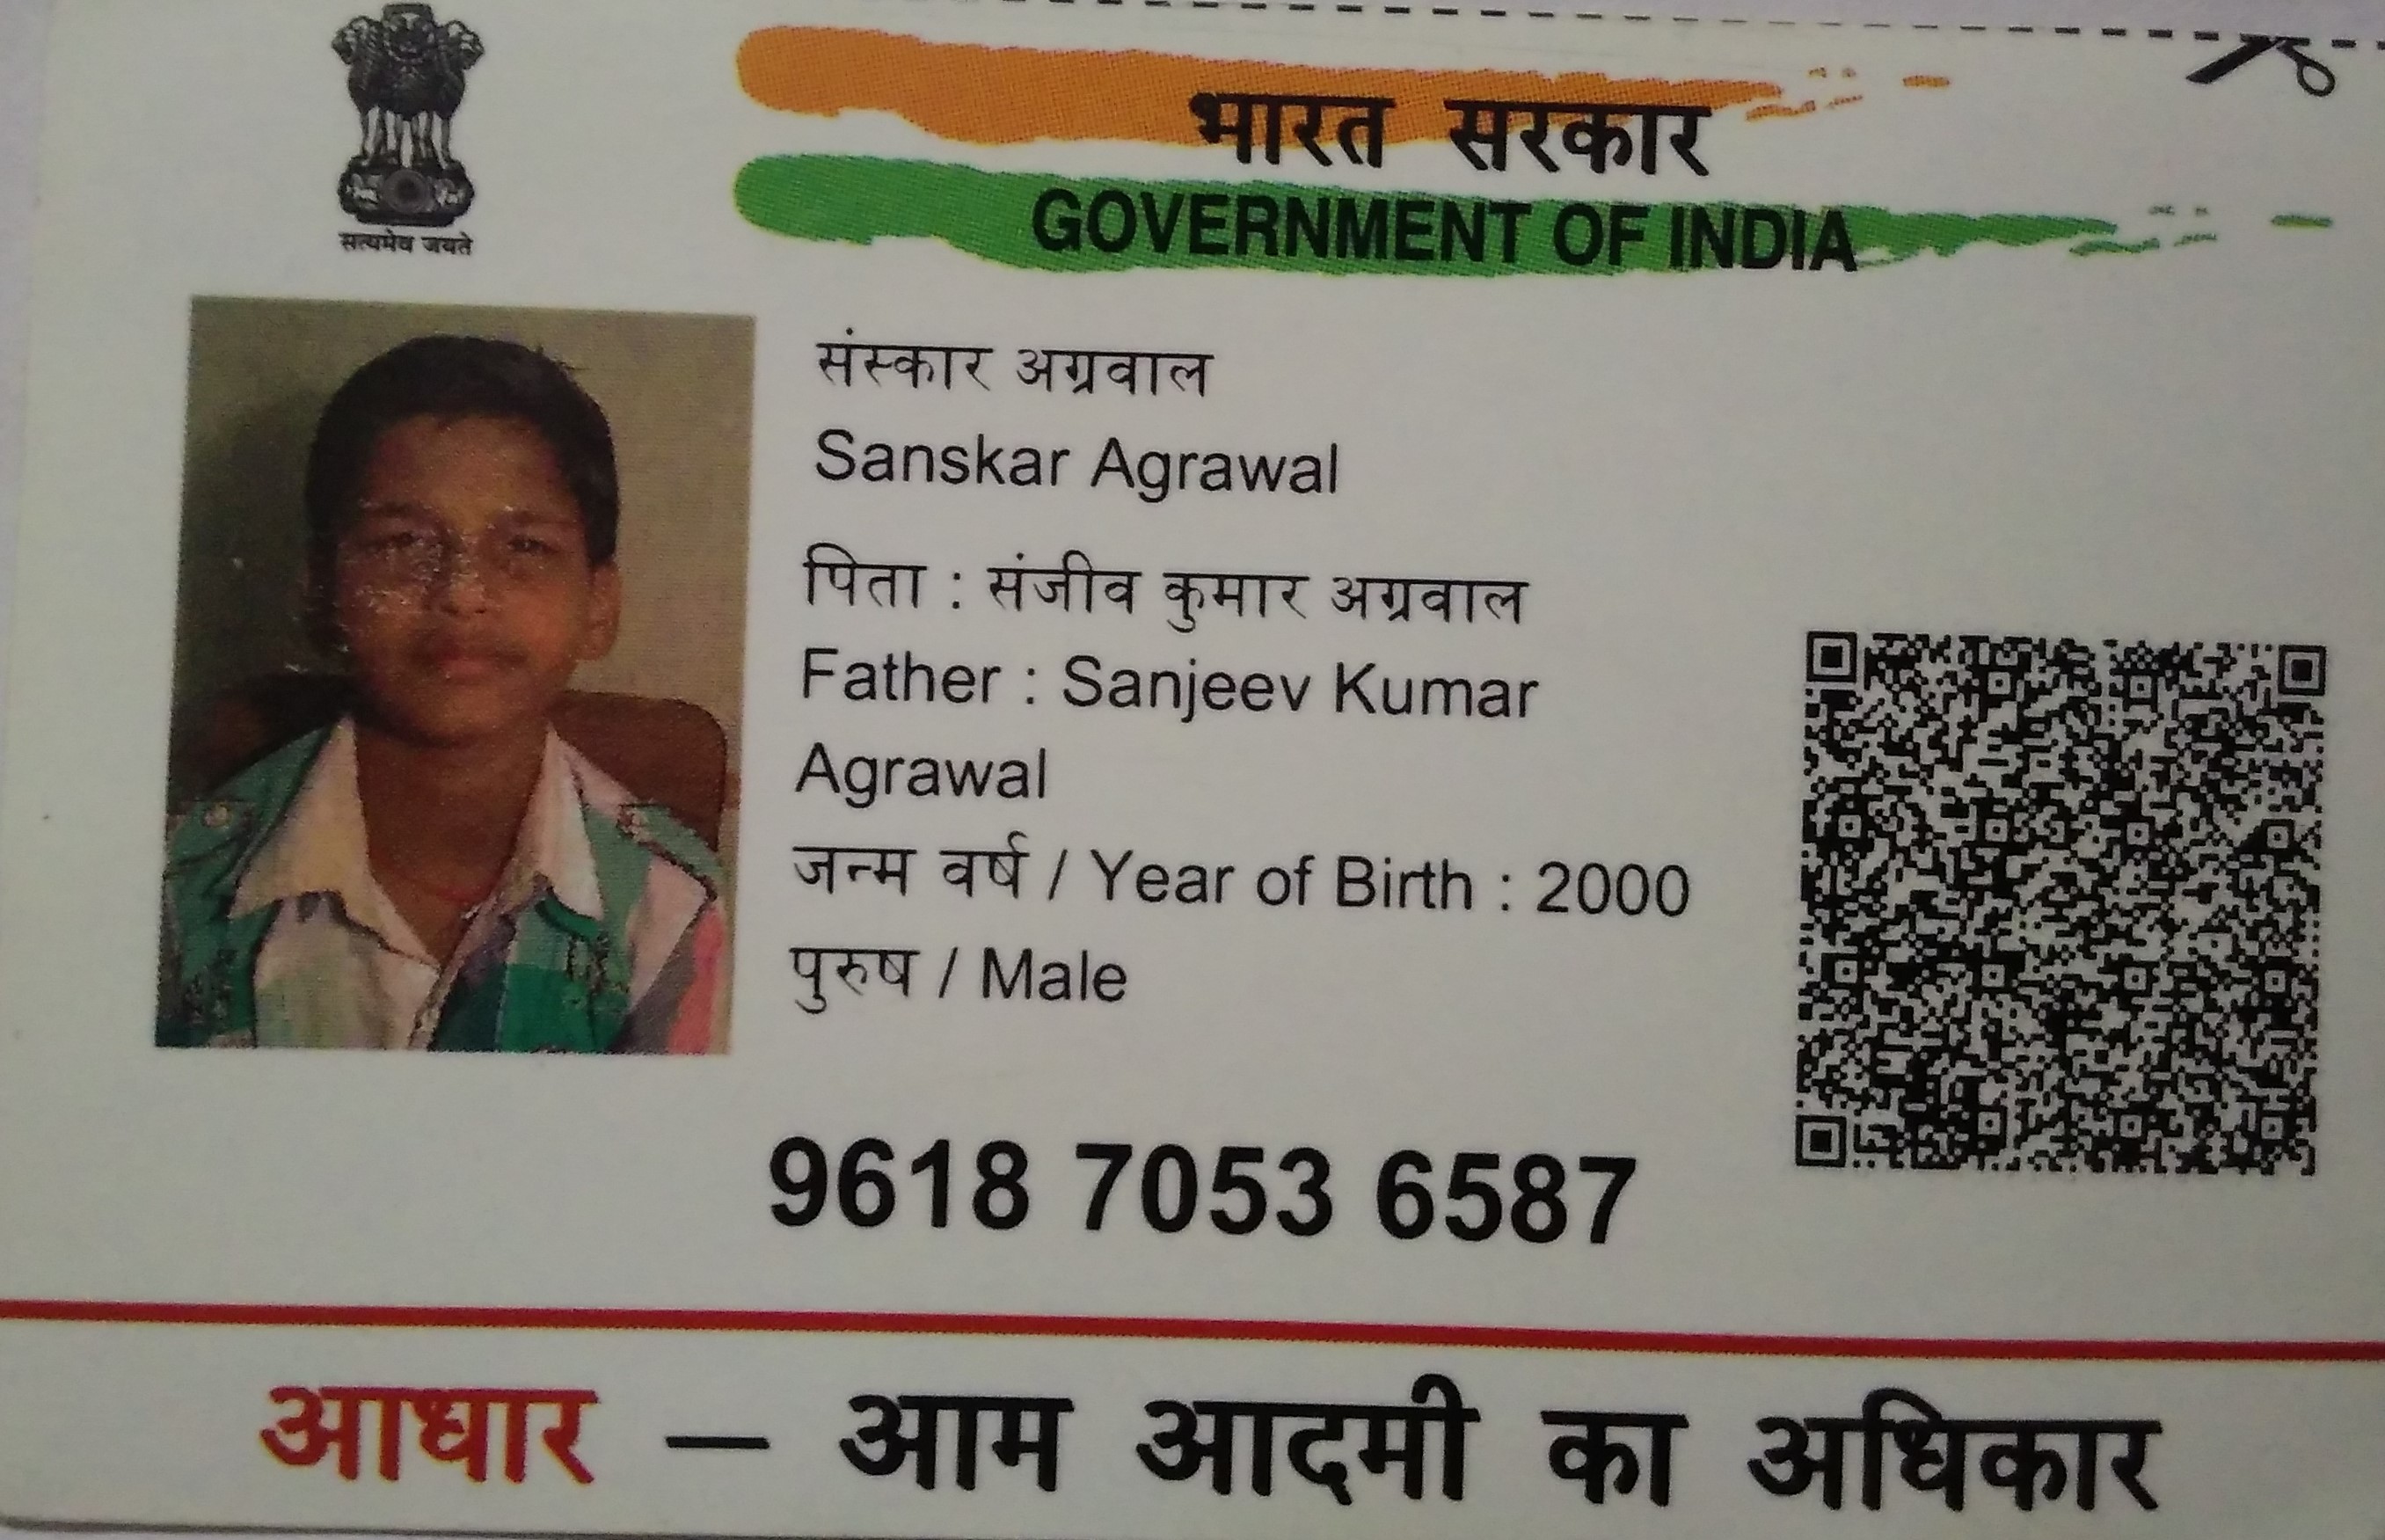 सत्यमेव जयते
भारत सरकार
GOVERNMENT OF INDIA
संस्कार अग्रवाल
Sanskar Agrawal
पिता : संजीव कुमार अग्रवाल
Father : Sanjeev Kumar
Agrawal
जन्म वर्ष / Year of Birth : 2000
पुरुष / Male
9618 7053 6587
आधार — आम आदमी का अधिकार